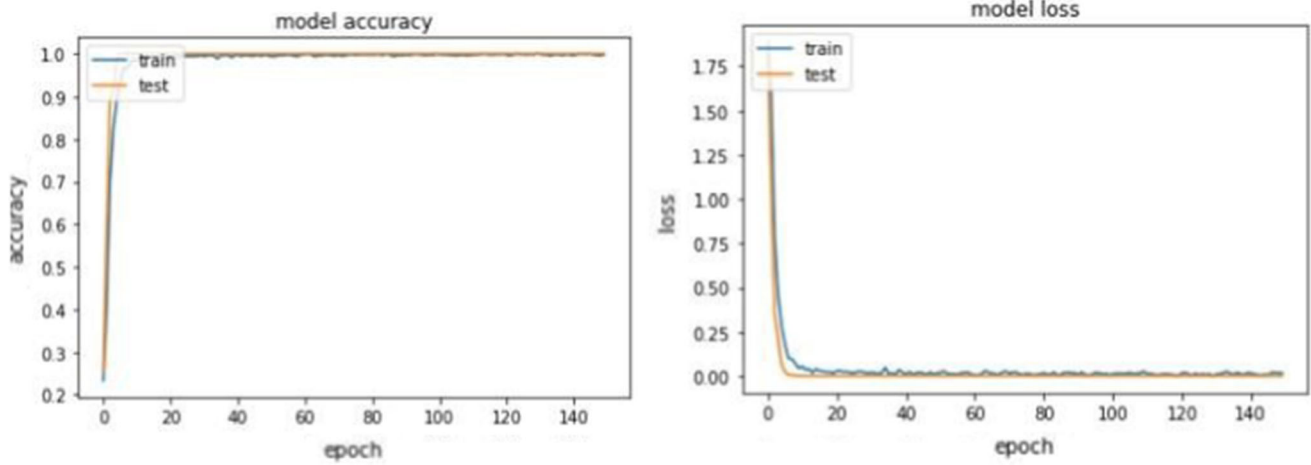 model accuracy
train
test
1.0
0.9
0.8
0.7
0.6
0.5
0.4
0.3
0.2
accuracy
0 20 40 60 80 100 120 140
epoch
model loss
train
test
1.75
1.50
1.25
1.00
0.75
0.50
0.25
0.00
loss
0 20 40 60 80 100 120 140
epoch